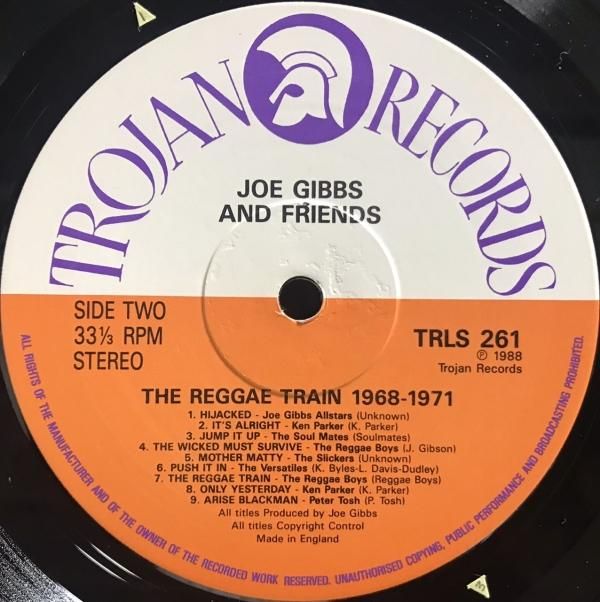 TROJAN RECORDS
JOE GIBBS
AND FRIENDS
SIDE TWO
33⅓ RPM
STEREO
TRLS 261
℗ 1988
Trojan Records
THE REGGAE TRAIN 1968-1971
1. HIJACKED - Joe Gibbs Allstars (Unknown)
2. IT'S ALRIGHT - Ken Parker (K. Parker)
3. JUMP IT UP - The Soul Mates (Soulmates)
4. THE WICKED MUST SURVIVE - The Reggae Boys (J. Gibson)
5. MOTHER MATTY - The Slickers (Unknown)
6. PUSH IT IN - The Versatiles (K. Byles-L. Davis-Dudley)
7. THE REGGAE TRAIN - The Reggae Boys (Reggae Boys)
8. ONLY YESTERDAY - Ken Parker (K. Parker)
9. ARISE BLACKMAN - Peter Tosh (P. Tosh)
All titles Produced by Joe Gibbs
All titles Copyright Control
Made in England
ALL RIGHTS OF THE MANUFACTURER AND OF THE OWNER OF THE RECORDED WORK RESERVED. UNAUTHORISED COPYING, PUBLIC PERFORMANCE AND BROADCASTING PROHIBITED.